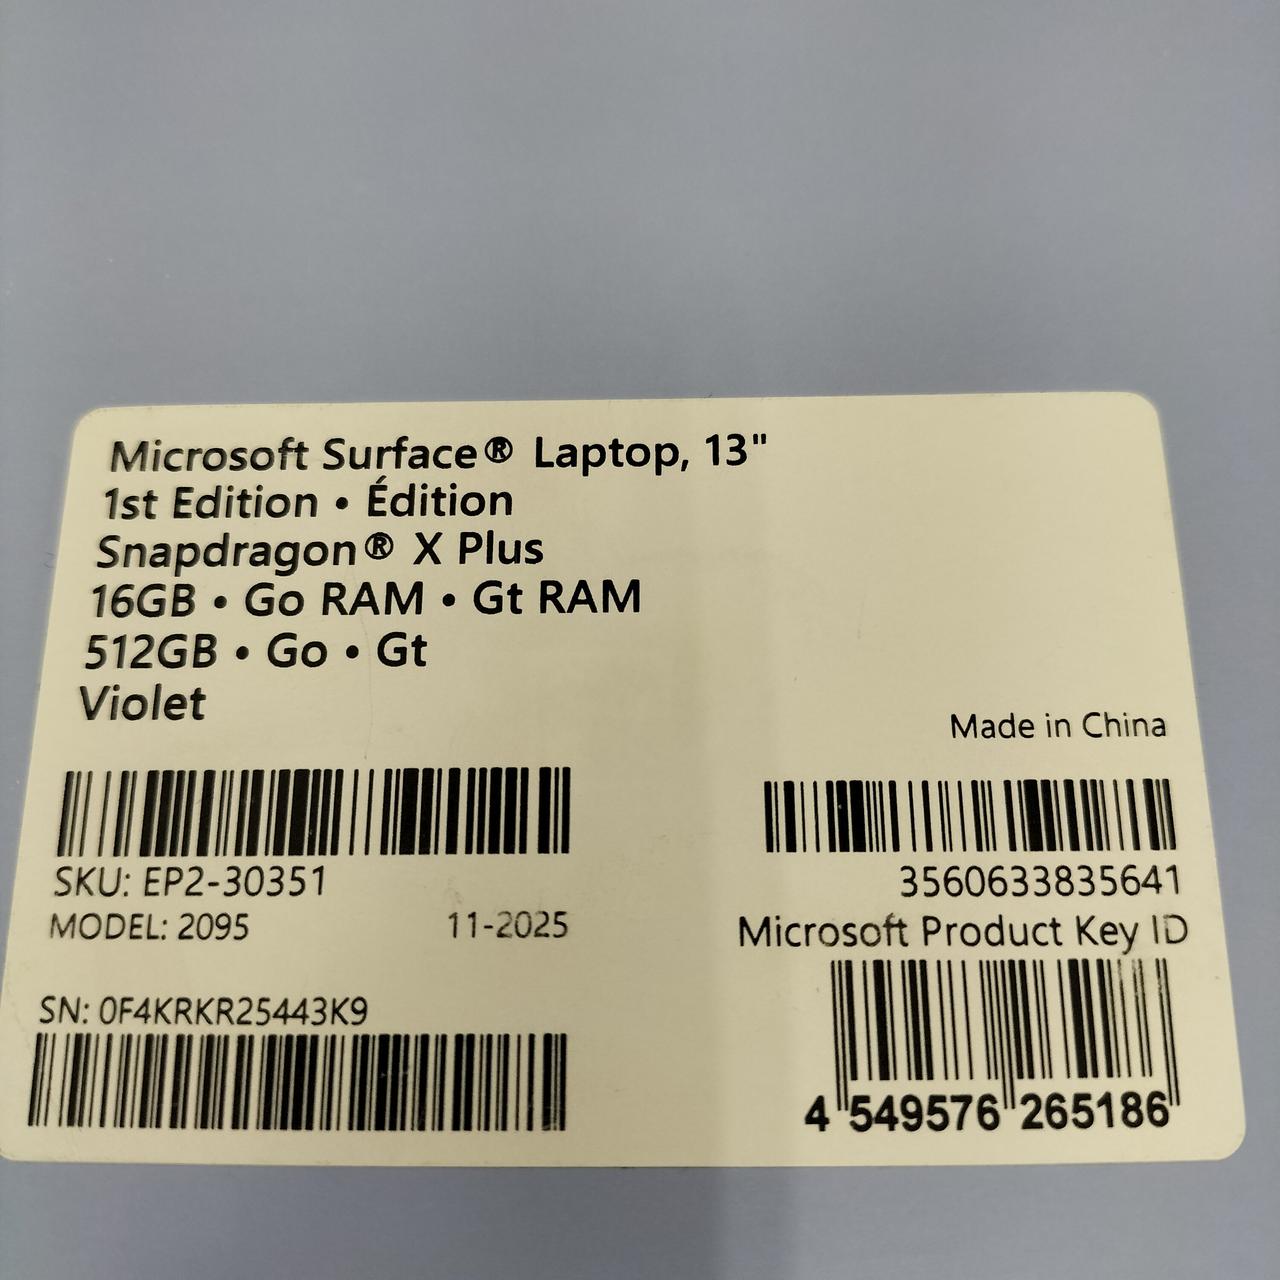 Microsoft Surface® Laptop, 13"
1st Edition • Édition
Snapdragon® X Plus
16GB • Go RAM • Gt RAM
512GB • Go • Gt
Violet
Made in China
SKU: EP2-30351
MODEL: 2095 11-2025
SN: 0F4KRKR25443K9
3560633835641
Microsoft Product Key ID
4 549576 265186